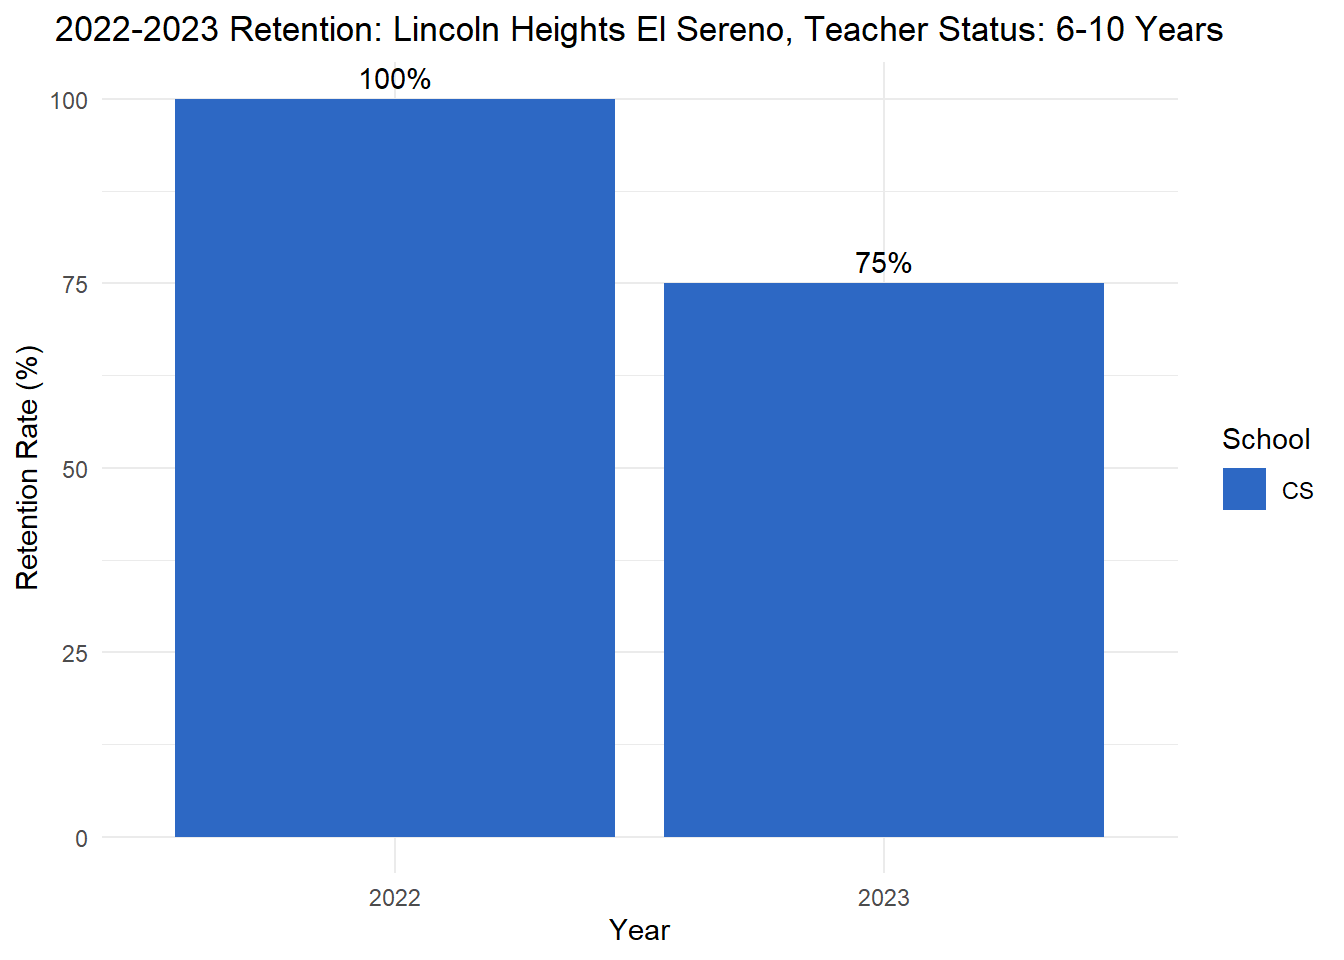 2022-2023 Retention: Lincoln Heights El Sereno, Teacher Status: 6-10 Years
100%
75%
100
75
50
25
0
Retention Rate (%)
2022
2023
Year
School
CS